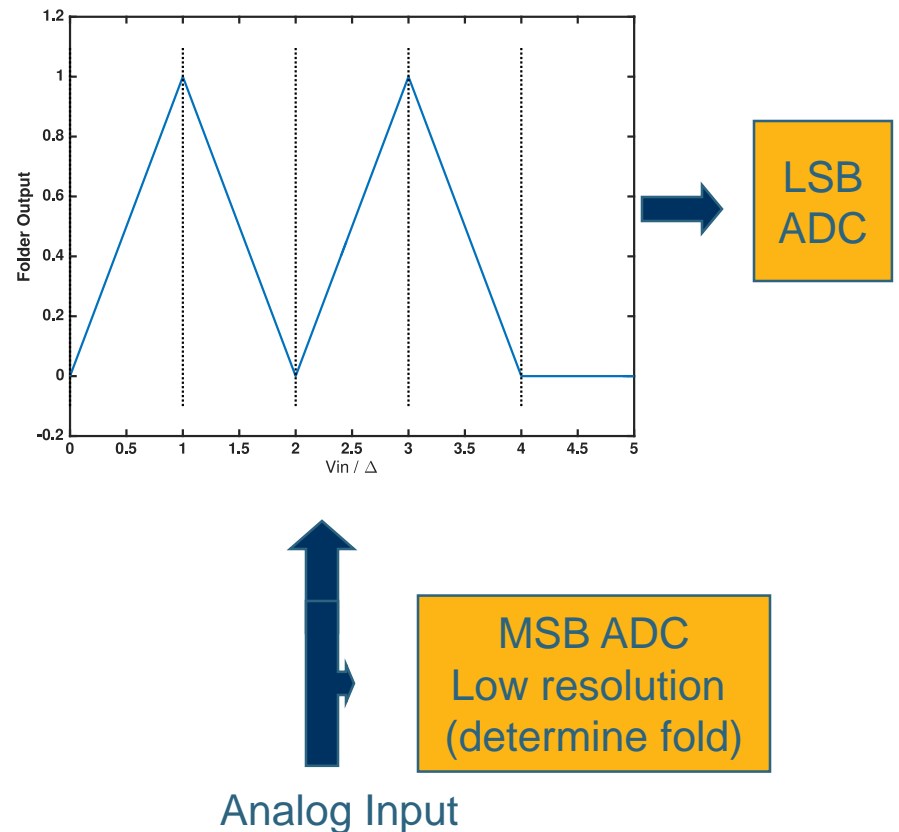 1.2
1
0.8
0.6
0.4
0.2
0
-0.2
Folder Output
0 0.5 1 1.5 2 2.5 3 3.5 4 4.5 5
Vin / Δ
LSB
ADC
MSB ADC
Low resolution
(determine fold)
Analog Input